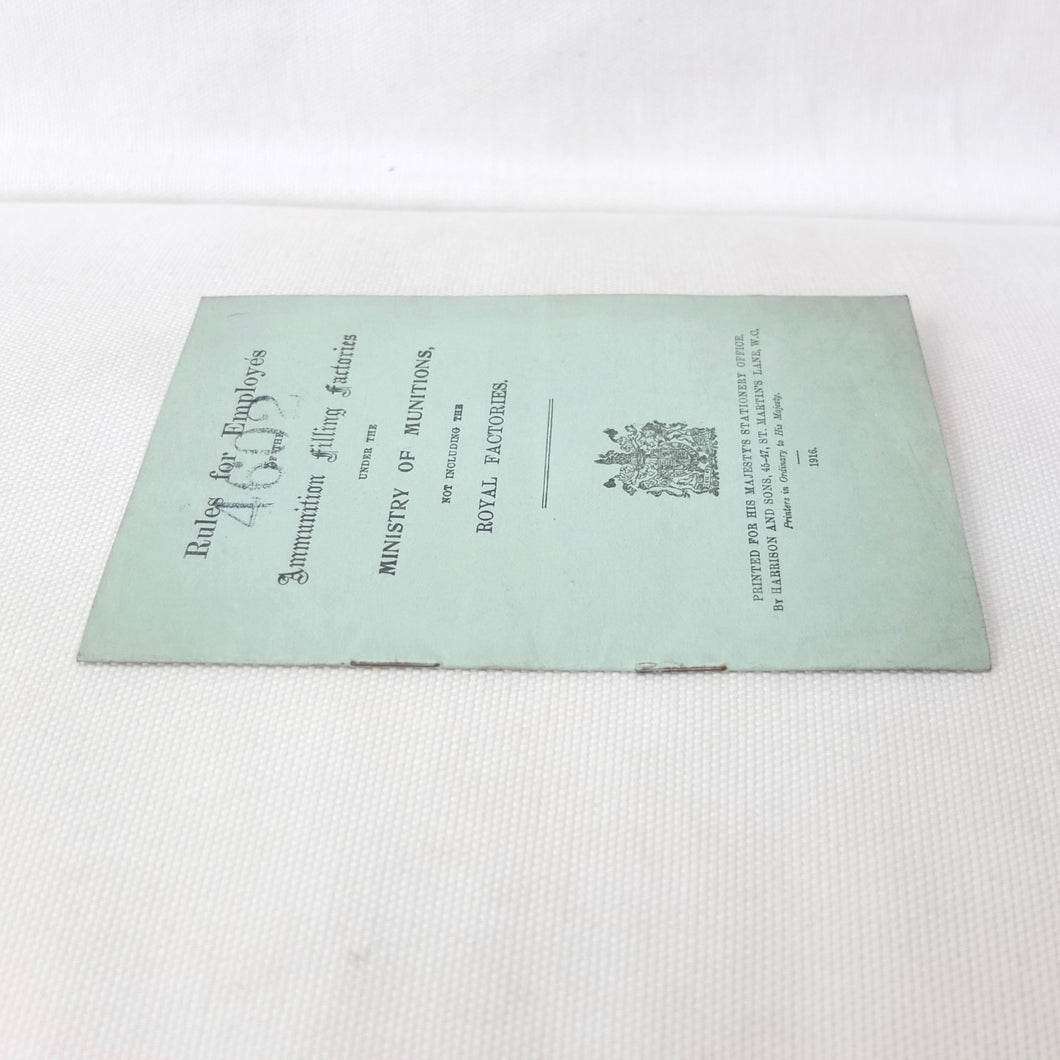 Rules for Employés
OF THE
Ammunition Filling Factories
UNDER THE
MINISTRY OF MUNITIONS,
NOT INCLUDING THE
ROYAL FACTORIES.
PRINTED FOR HIS MAJESTY'S STATIONERY OFFICE,
By HARRISON AND SONS, 45-47, ST. MARTIN'S LANE, W.C,
Printers in Ordinary to His Majesty.
1916.